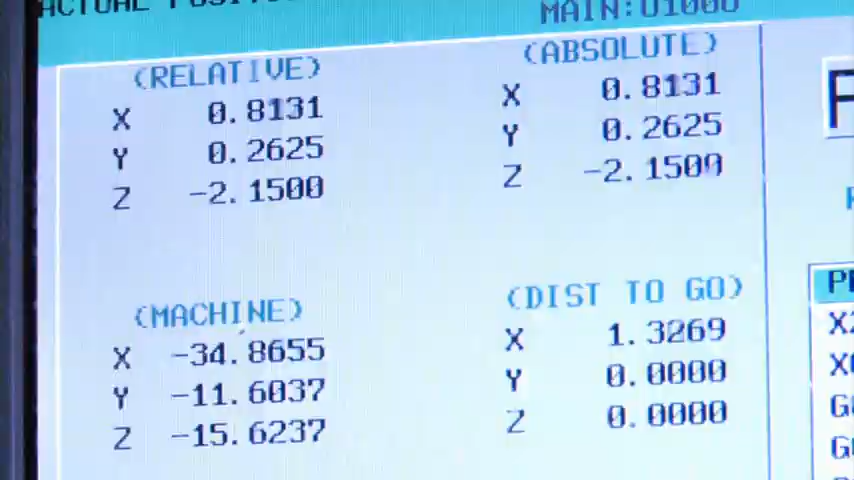 ACTUAL
MAIN:O1000
(RELATIVE)
X 0.8131
Y 0.2625
Z -2.1500
(ABSOLUTE)
X 0.8131
Y 0.2625
Z -2.1500
(MACHINE)
X -34.8655
Y -11.6037
Z -15.6237
(DIST TO GO)
X 1.3269
Y 0.0000
Z 0.0000